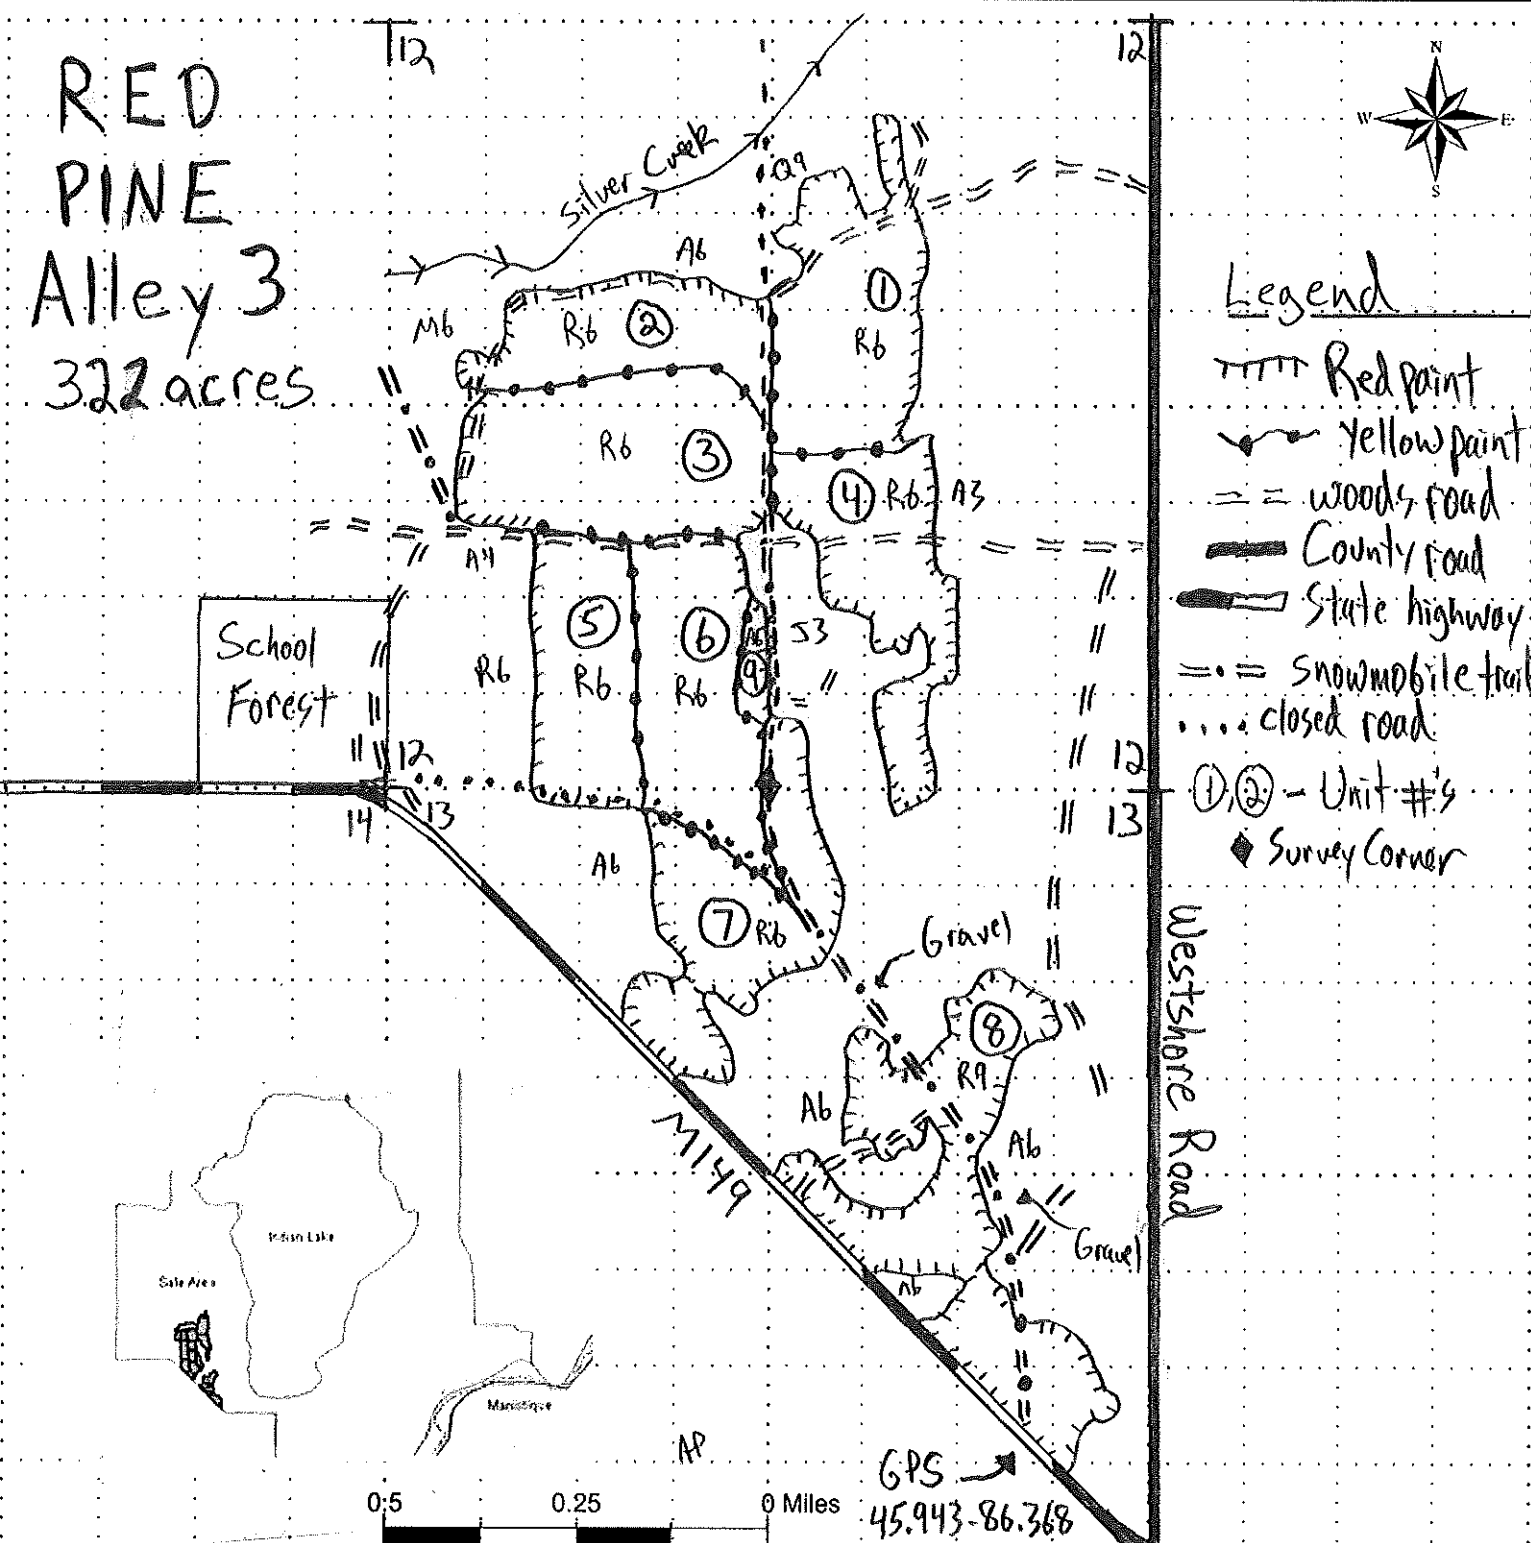 RED
PINE
Alley 3
322 acres
12
12
N
W E
S
Silver Creek
Q9
A6
M6
R6 2
1
R6
R6 3
4 R6 A3
A4
School
Forest
5
R6
R6
6
R6
A6
9
S3
12
13
14
12
13
A6
7 R6
Gravel
8
R9
A6
A6
Gravel
A6
M149
Westshore Road
Legend
Red paint
Yellow paint
woods road
County road
State highway
snowmobile trail
closed road
1, 2 - Unit #'s
Survey Corner
Indian Lake
Sale Area
Manistique
AP
GPS
45.943-86.368
0.5 0.25 0 Miles